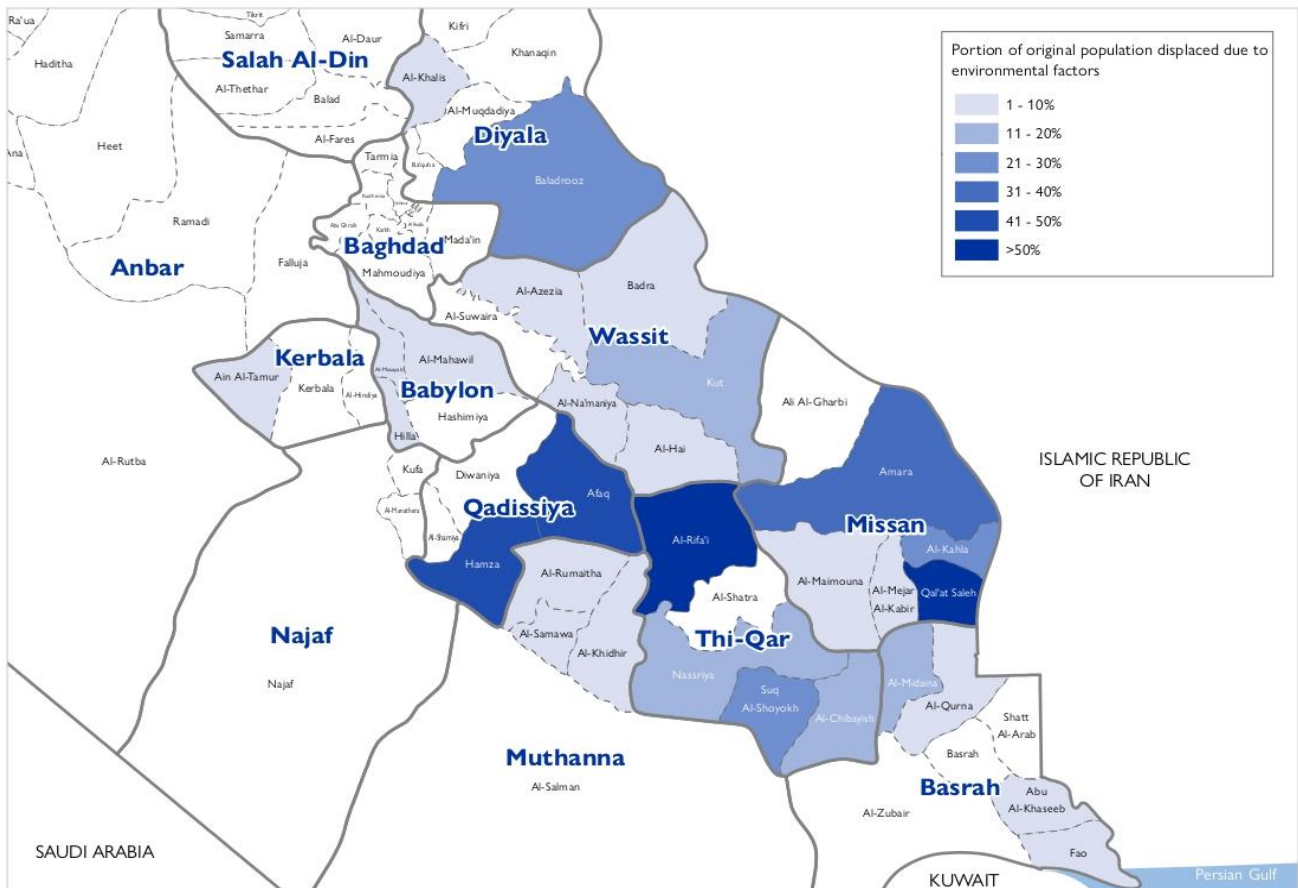 Portion of original population displaced due to
environmental factors
1 - 10%
11 - 20%
21 - 30%
31 - 40%
41 - 50%
>50%
Ra'ua
Haditha
Ana
Heet
Ramadi
Anbar
Falluja
Al-Rutba
Tikrit
Samarra
Al-Daur
Salah Al-Din
Al-Thethar
Balad
Al-Fares
Kifri
Khanaqin
Al-Khalis
Al-Muqdadiya
Diyala
Ba'quba
Baladrooz
Tarmia
Abu Ghraib
Karkh
Baghdad
Mada'in
Mahmoudiya
Al-Azezia
Badra
Al-Suwaira
Wassit
Kut
Al-Na'maniya
Al-Hai
Kerbala
Ain Al-Tamur
Kerbala
Al-Hindiya
Al-Mahawil
Babylon
Hashimiya
Hilla
Kufa
Najaf
Najaf
Diwaniya
Afaq
Qadissiya
Al-Shamiya
Hamza
Al-Rumaitha
Al-Samawa
Al-Khidhir
Muthanna
Al-Salman
Ali Al-Gharbi
Amara
Missan
Al-Kahla
Al-Maimouna
Al-Mejar
Al-Kabir
Qal'at Saleh
Al-Rifa'i
Al-Shatra
Thi-Qar
Nassriya
Suq
Al-Shoyokh
Al-Chibayish
Al-Midaina
Al-Qurna
Shatt
Al-Arab
Basrah
Basrah
Al-Zubair
Abu
Al-Khaseeb
Fao
ISLAMIC REPUBLIC
OF IRAN
SAUDI ARABIA
KUWAIT
Persian Gulf